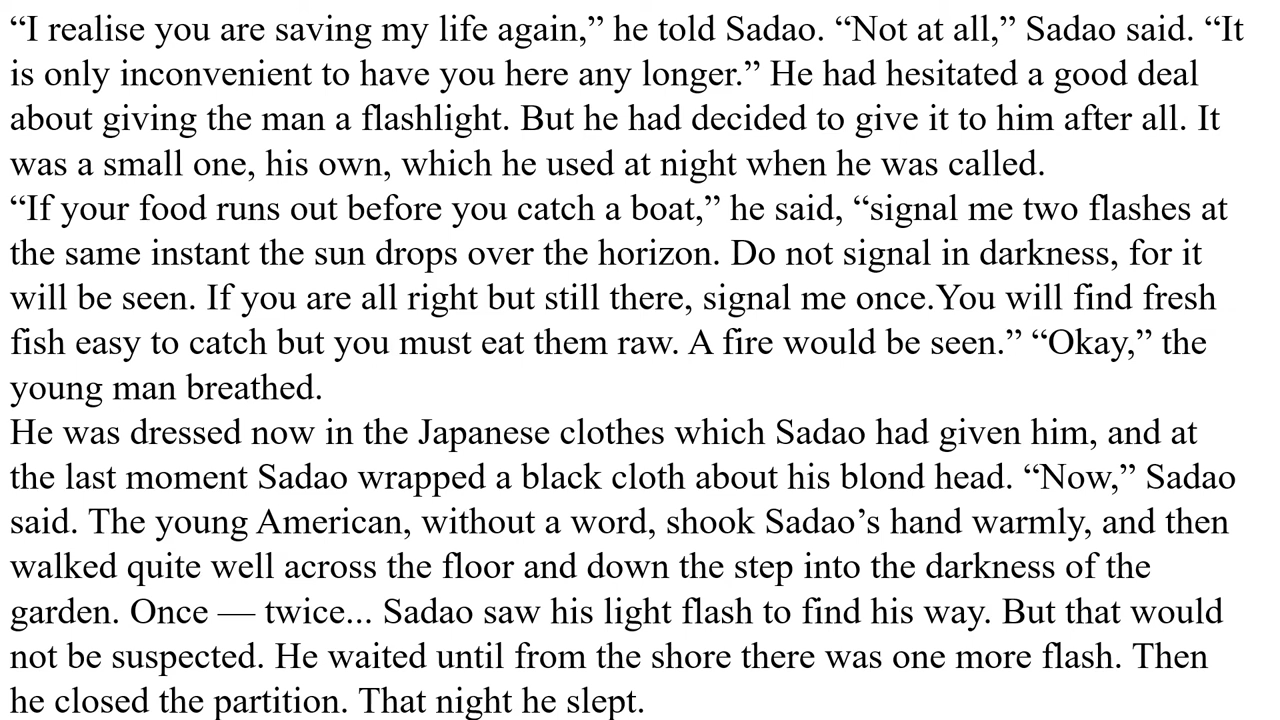 “I realise you are saving my life again,” he told Sadao. “Not at all,” Sadao said. “It
is only inconvenient to have you here any longer.” He had hesitated a good deal
about giving the man a flashlight. But he had decided to give it to him after all. It
was a small one, his own, which he used at night when he was called.
“If your food runs out before you catch a boat,” he said, “signal me two flashes at
the same instant the sun drops over the horizon. Do not signal in darkness, for it
will be seen. If you are all right but still there, signal me once.You will find fresh
fish easy to catch but you must eat them raw. A fire would be seen.” “Okay,” the
young man breathed.
He was dressed now in the Japanese clothes which Sadao had given him, and at
the last moment Sadao wrapped a black cloth about his blond head. “Now,” Sadao
said. The young American, without a word, shook Sadao’s hand warmly, and then
walked quite well across the floor and down the step into the darkness of the
garden. Once — twice... Sadao saw his light flash to find his way. But that would
not be suspected. He waited until from the shore there was one more flash. Then
he closed the partition. That night he slept.